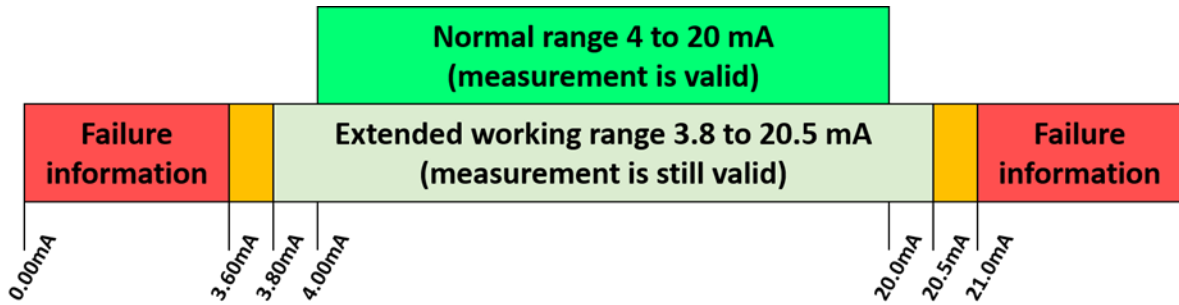 Normal range 4 to 20 mA
(measurement is valid)
Failure
information
Extended working range 3.8 to 20.5 mA
(measurement is still valid)
Failure
information
0.00mA
3.60mA
3.80mA
4.00mA
20.0mA
20.5mA
21.0mA